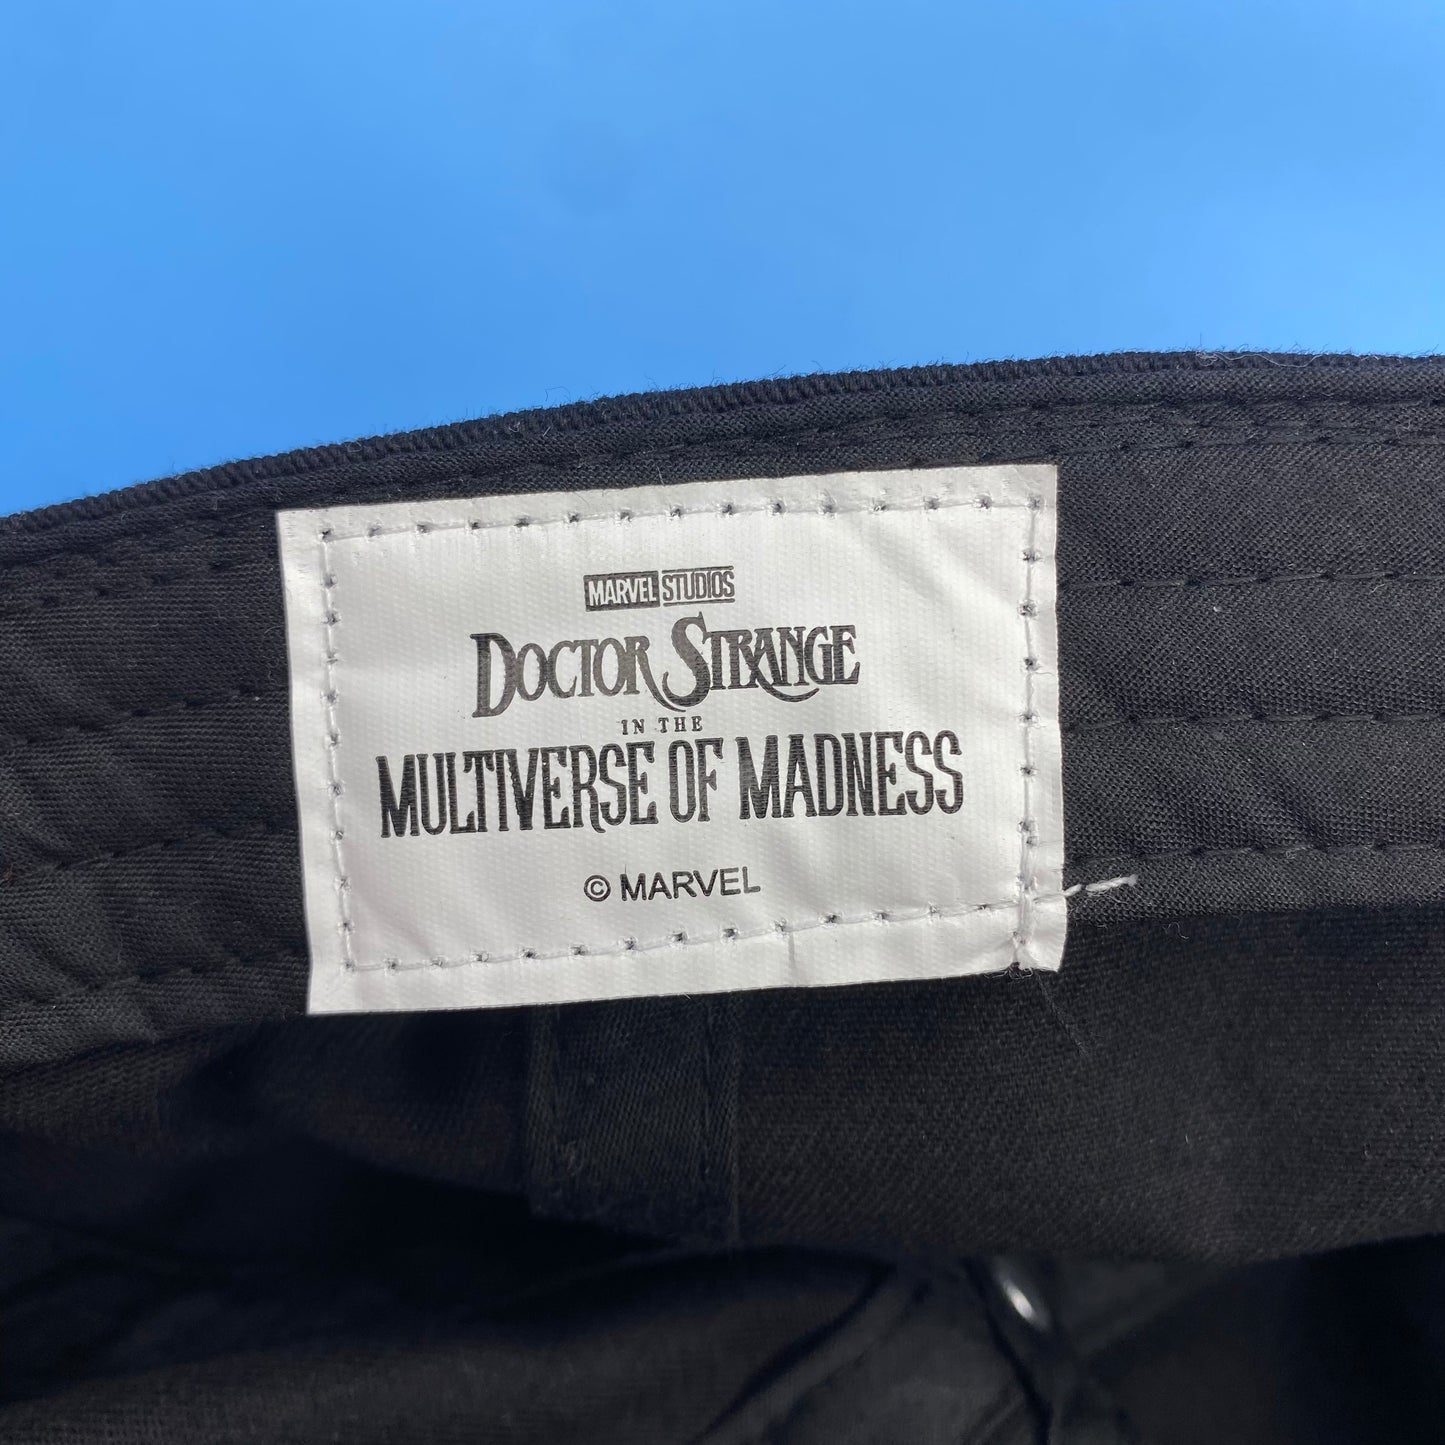 MARVEL STUDIOS
DOCTOR STRANGE
IN THE
MULTIVERSE OF MADNESS
© MARVEL